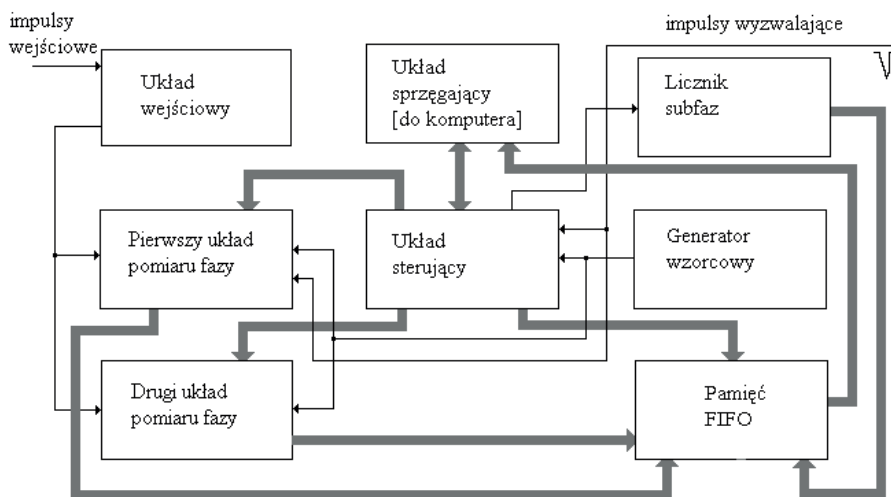 impulsy
wejściowe
impulsy wyzwalające
Układ
wejściowy
Układ
sprzęgający
[do komputera]
Licznik
subfaz
Pierwszy układ
pomiaru fazy
Układ
sterujący
Generator
wzorcowy
Drugi układ
pomiaru fazy
Pamięć
FIFO